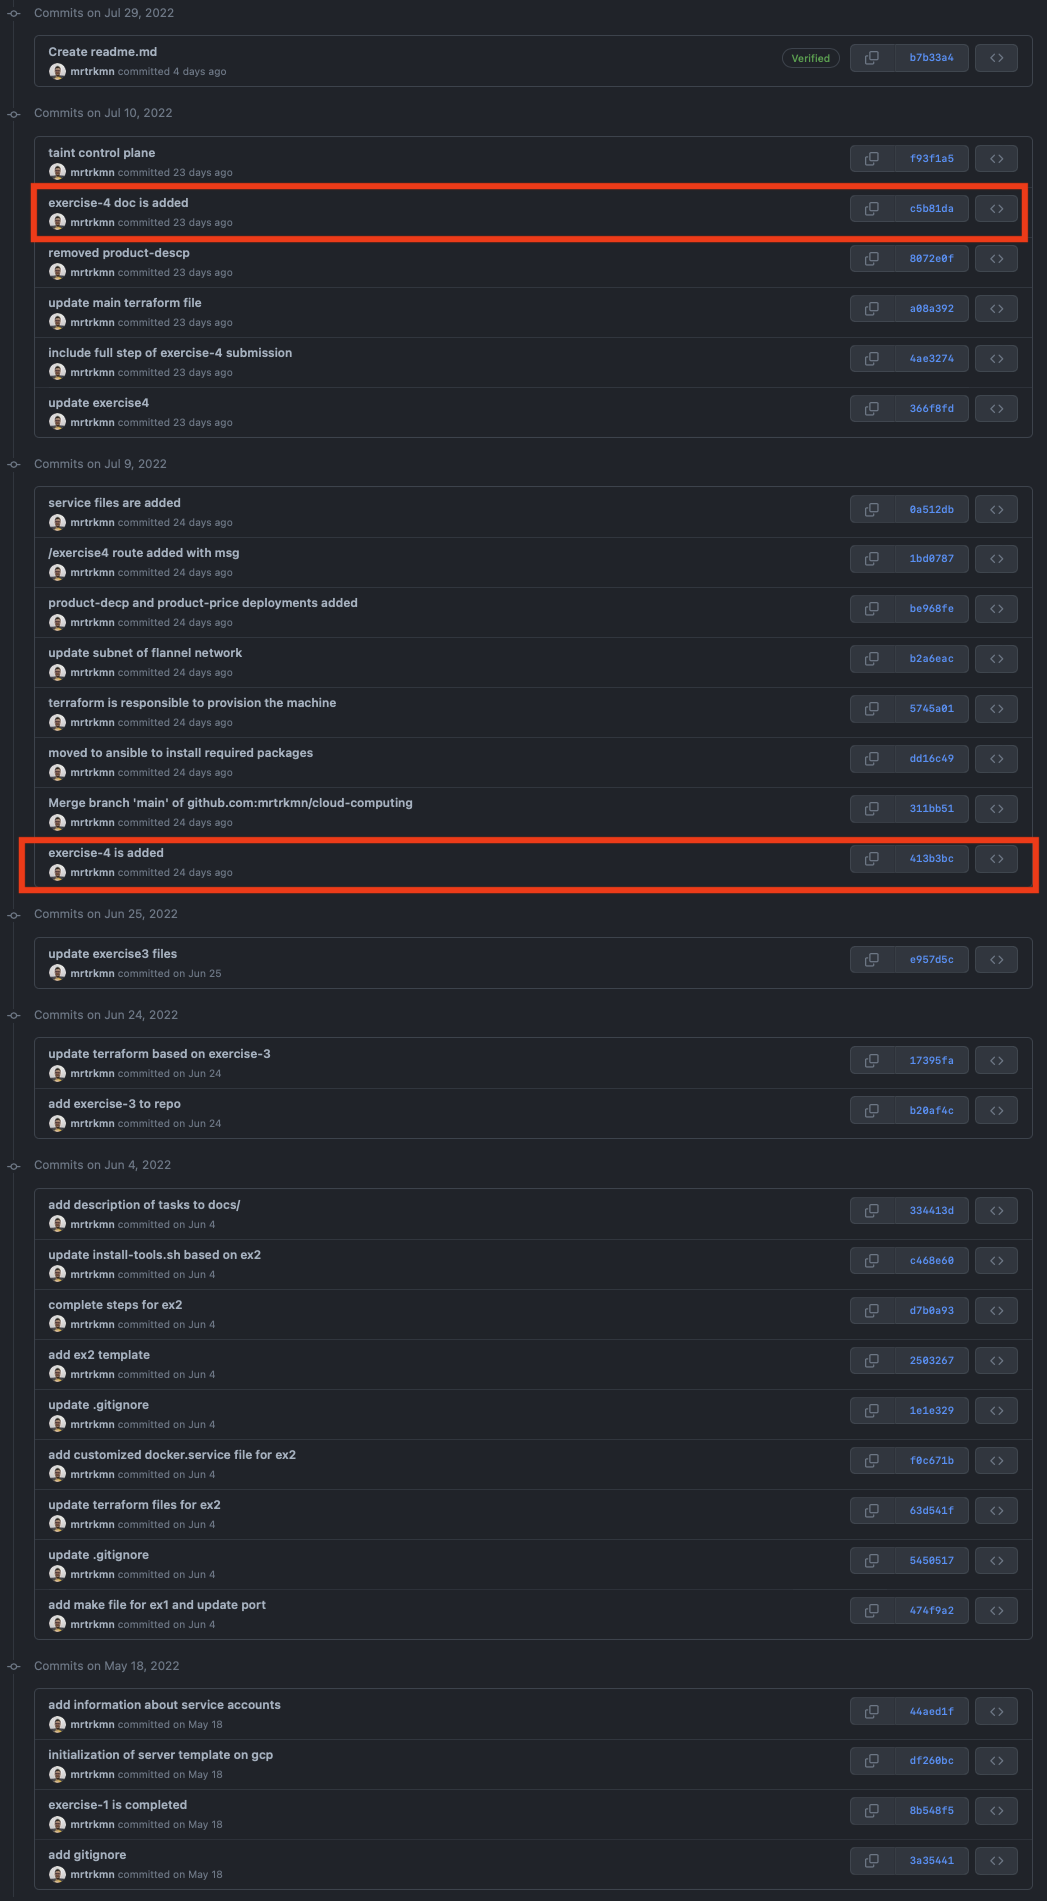 Commits on Jul 29, 2022
Create readme.md
mrtrkmn committed 4 days ago
Verified
b7b33a4
Commits on Jul 10, 2022
taint control plane
mrtrkmn committed 23 days ago
f93f1a5
exercise-4 doc is added
mrtrkmn committed 23 days ago
c5b81da
removed product-descp
mrtrkmn committed 23 days ago
8072e0f
update main terraform file
mrtrkmn committed 23 days ago
a08a392
include full step of exercise-4 submission
mrtrkmn committed 23 days ago
4ae3274
update exercise4
mrtrkmn committed 23 days ago
366f8fd
Commits on Jul 9, 2022
service files are added
mrtrkmn committed 24 days ago
0a512db
/exercise4 route added with msg
mrtrkmn committed 24 days ago
1bd0787
product-decp and product-price deployments added
mrtrkmn committed 24 days ago
be968fe
update subnet of flannel network
mrtrkmn committed 24 days ago
b2a6eac
terraform is responsible to provision the machine
mrtrkmn committed 24 days ago
5745a01
moved to ansible to install required packages
mrtrkmn committed 24 days ago
dd16c49
Merge branch 'main' of github.com:mrtrkmn/cloud-computing
mrtrkmn committed 24 days ago
311bb51
exercise-4 is added
mrtrkmn committed 24 days ago
413b3bc
Commits on Jun 25, 2022
update exercise3 files
mrtrkmn committed on Jun 25
e957d5c
Commits on Jun 24, 2022
update terraform based on exercise-3
mrtrkmn committed on Jun 24
17395fa
add exercise-3 to repo
mrtrkmn committed on Jun 24
b20af4c
Commits on Jun 4, 2022
add description of tasks to docs/
mrtrkmn committed on Jun 4
334413d
update install-tools.sh based on ex2
mrtrkmn committed on Jun 4
c468e60
complete steps for ex2
mrtrkmn committed on Jun 4
d7b0a93
add ex2 template
mrtrkmn committed on Jun 4
2503267
update .gitignore
mrtrkmn committed on Jun 4
1e1e329
add customized docker.service file for ex2
mrtrkmn committed on Jun 4
f0c671b
update terraform files for ex2
mrtrkmn committed on Jun 4
63d541f
update .gitignore
mrtrkmn committed on Jun 4
5450517
add make file for ex1 and update port
mrtrkmn committed on Jun 4
474f9a2
Commits on May 18, 2022
add information about service accounts
mrtrkmn committed on May 18
44aed1f
initialization of server template on gcp
mrtrkmn committed on May 18
df260bc
exercise-1 is completed
mrtrkmn committed on May 18
8b548f5
add gitignore
mrtrkmn committed on May 18
3a35441